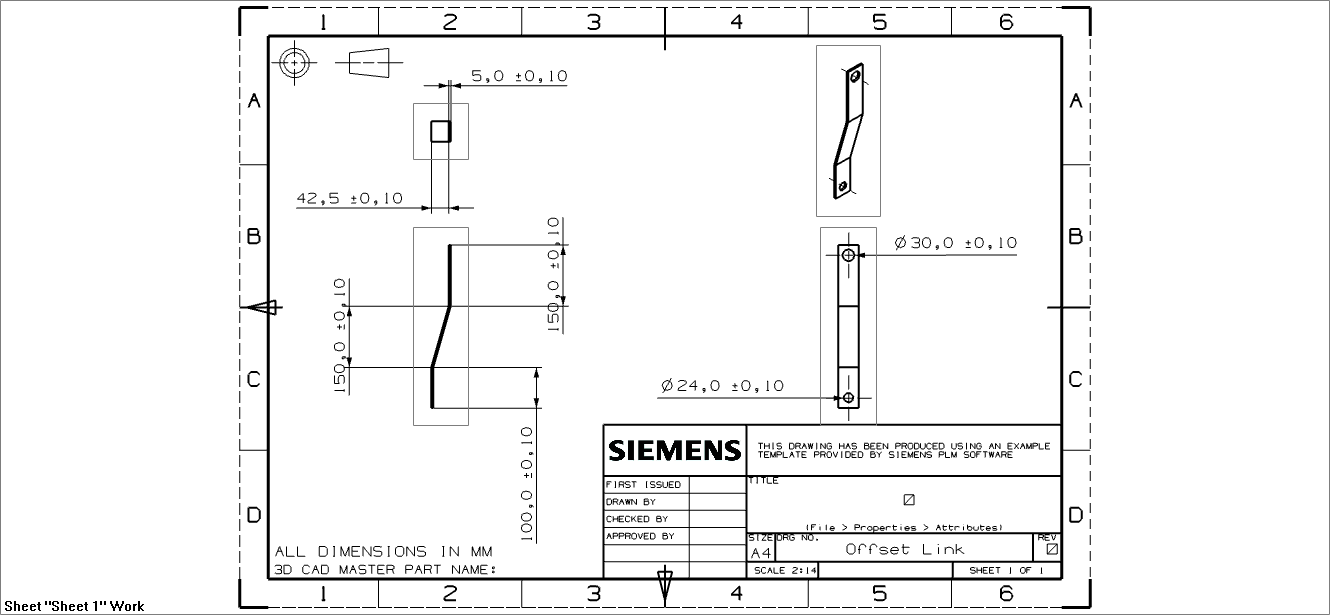 1 2 3 4 5 6
A A
5,0 ±0,10
42,5 ±0,10
B B
150,0 ±0,10
Ø30,0 ±0,10
150,0 ±0,10
C C
Ø24,0 ±0,10
100,0 ±0,10
SIEMENS
THIS DRAWING HAS BEEN PRODUCED USING AN EXAMPLE
TEMPLATE PROVIDED BY SIEMENS PLM SOFTWARE
FIRST ISSUED
TITLE
DRAWN BY
CHECKED BY
(File > Properties > Attributes)
APPROVED BY
SIZE DRG NO. REV
A4 Offset Link
D D
ALL DIMENSIONS IN MM
3D CAD MASTER PART NAME:
SCALE 2:14 SHEET 1 OF 1
1 2 3 4 5 6
Sheet "Sheet 1" Work